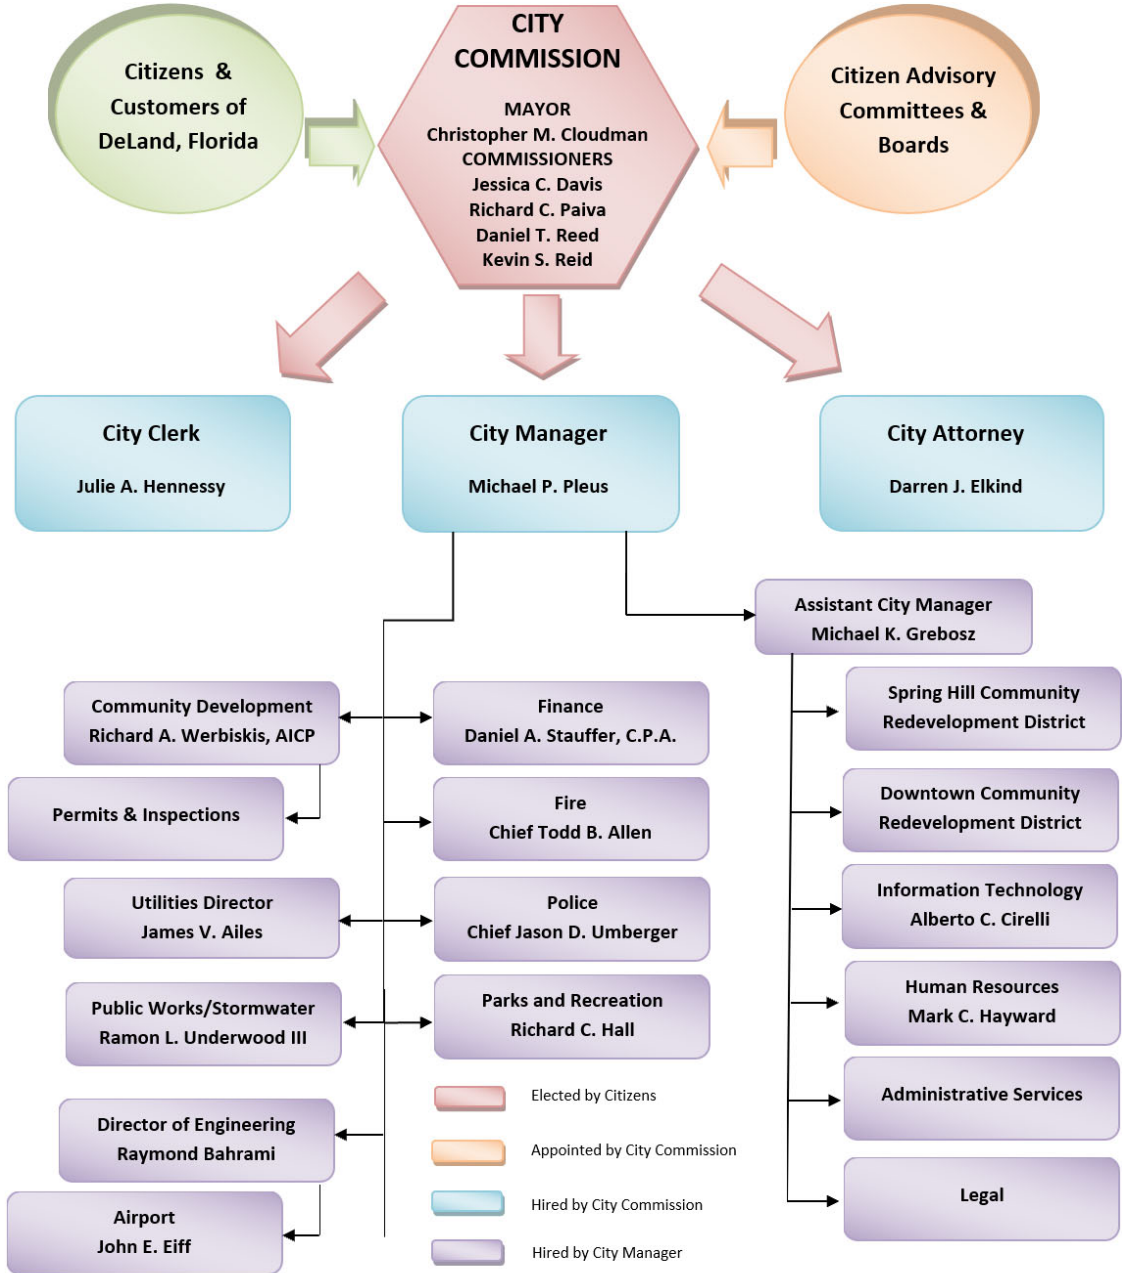 Citizens &
Customers of
DeLand, Florida
CITY
COMMISSION
MAYOR
Christopher M. Cloudman
COMMISSIONERS
Jessica C. Davis
Richard C. Paiva
Daniel T. Reed
Kevin S. Reid
Citizen Advisory
Committees &
Boards
City Clerk
Julie A. Hennessy
City Manager
Michael P. Pleus
City Attorney
Darren J. Elkind
Assistant City Manager
Michael K. Grebosz
Community Development
Richard A. Werbiskis, AICP
Permits & Inspections
Utilities Director
James V. Ailes
Public Works/Stormwater
Ramon L. Underwood III
Director of Engineering
Raymond Bahrami
Airport
John E. Eiff
Finance
Daniel A. Stauffer, C.P.A.
Fire
Chief Todd B. Allen
Police
Chief Jason D. Umberger
Parks and Recreation
Richard C. Hall
Spring Hill Community
Redevelopment District
Downtown Community
Redevelopment District
Information Technology
Alberto C. Cirelli
Human Resources
Mark C. Hayward
Administrative Services
Legal
Elected by Citizens
Appointed by City Commission
Hired by City Commission
Hired by City Manager